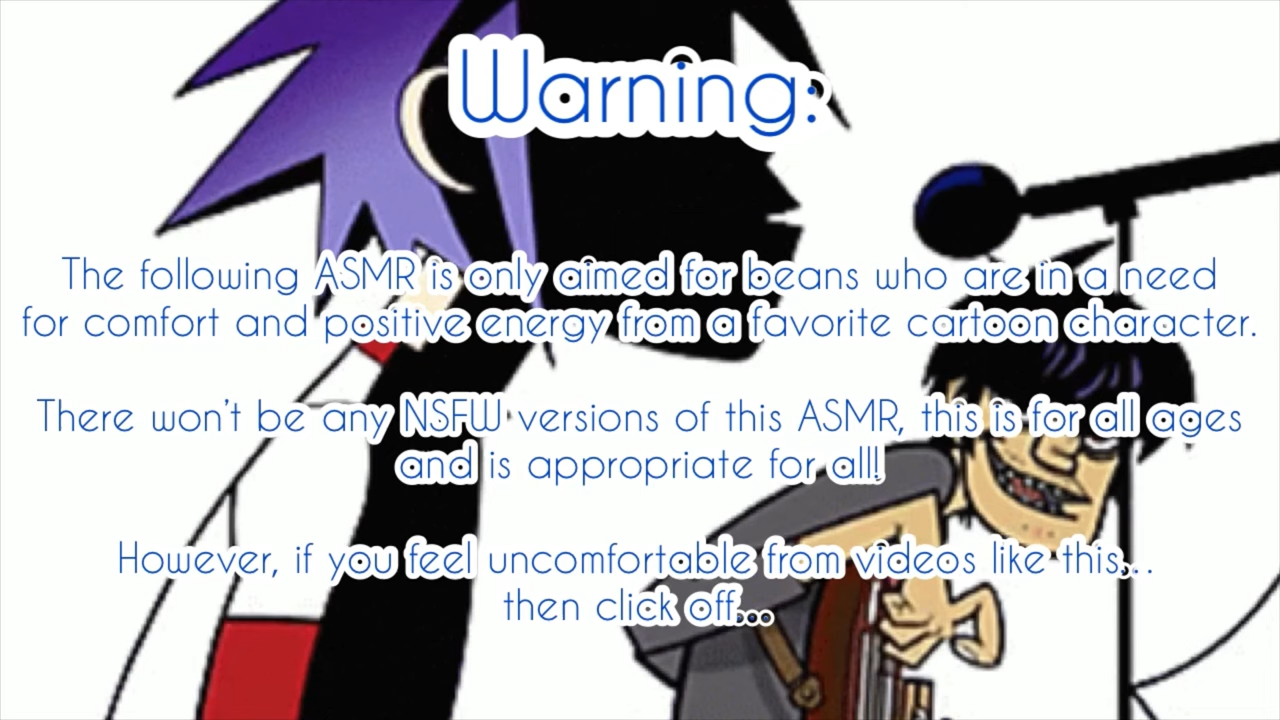 Warning:
The following ASMR is only aimed for beans who are in a need
for comfort and positive energy from a favorite cartoon character.
There won't be any NSFW versions of this ASMR, this is for all ages
and is appropriate for all!
However, if you feel uncomfortable from videos like this...
then click off...